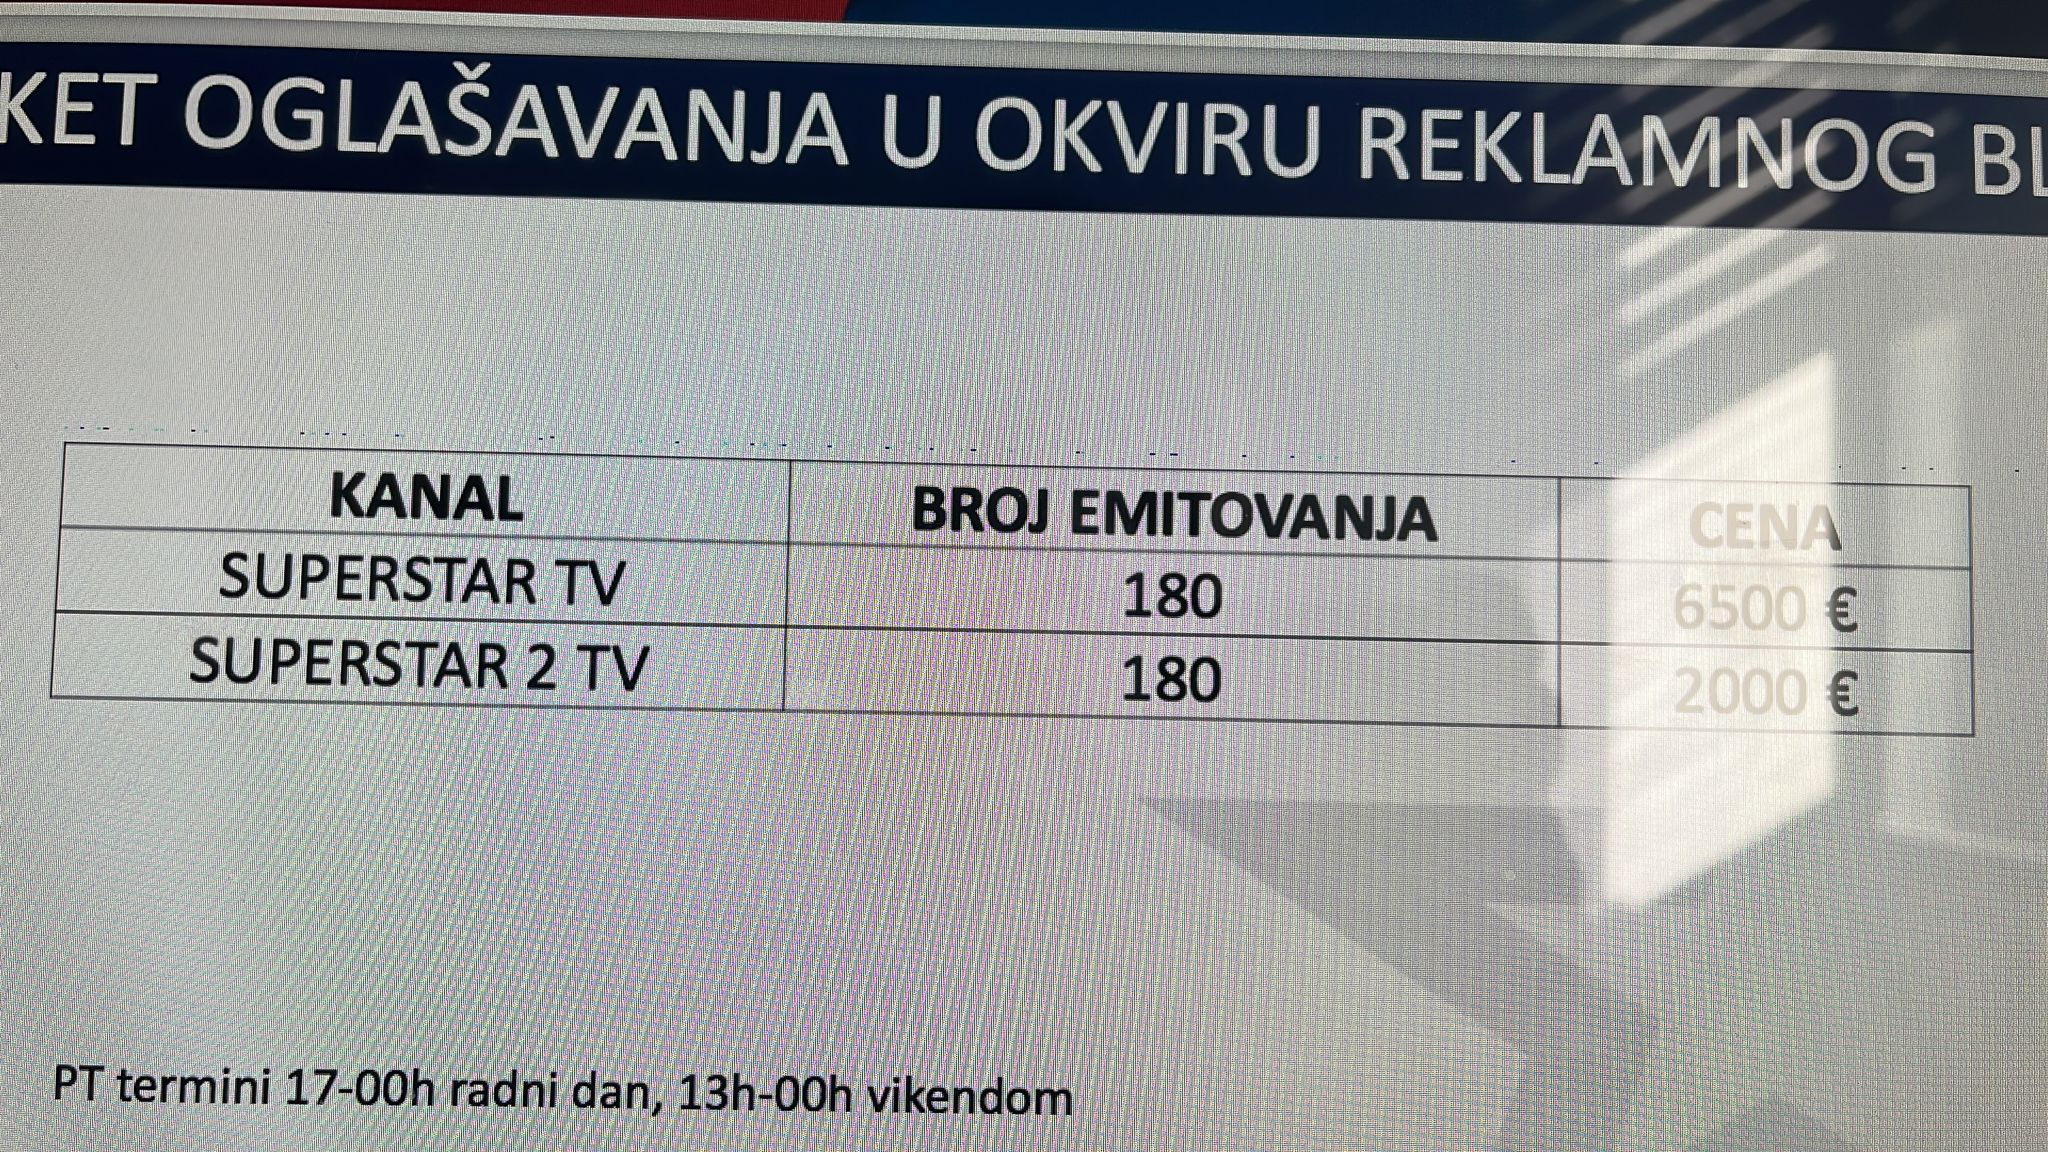 KET OGLAŠAVANJA U OKVIRU REKLAMNOG BL
KANAL BROJ EMITOVANJA CENA
SUPERSTAR TV 180 6500 €
SUPERSTAR 2 TV 180 2000 €
PT termini 17-00h radni dan, 13h-00h vikendom